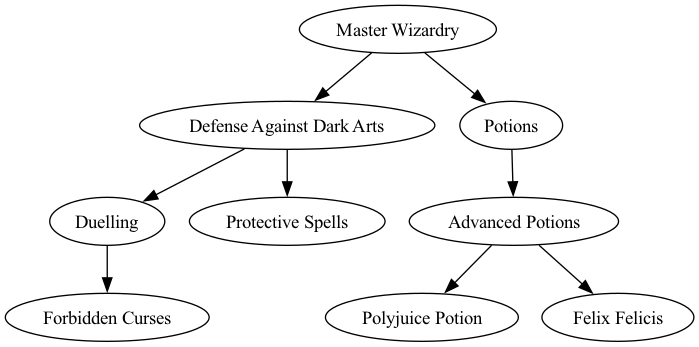 Master Wizardry
Defense Against Dark Arts
Potions
Duelling
Protective Spells
Advanced Potions
Forbidden Curses
Polyjuice Potion
Felix Felicis